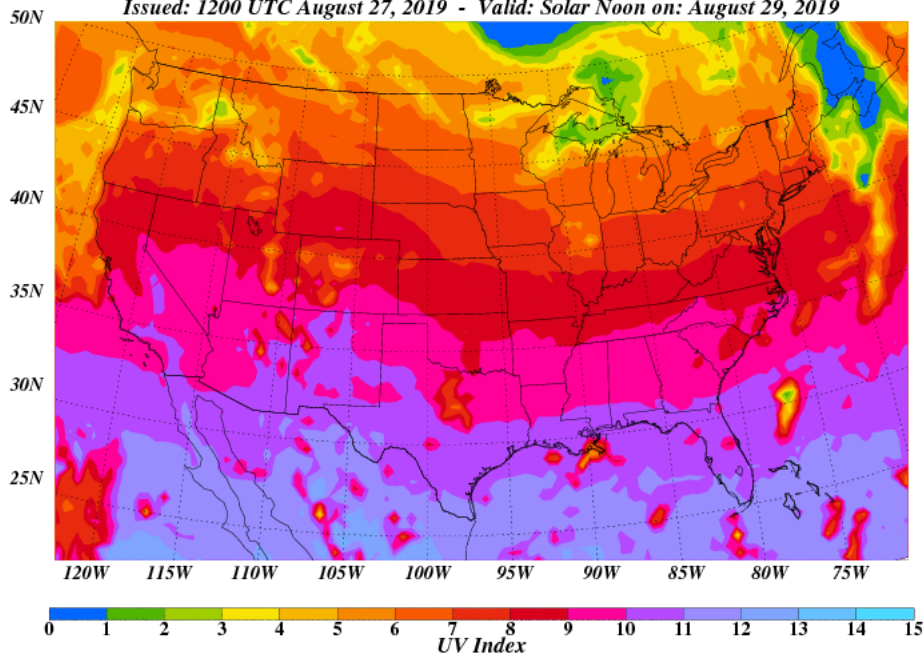 Issued: 1200 UTC August 27, 2019 - Valid: Solar Noon on: August 29, 2019
50N
45N
40N
35N
30N
25N
120W 115W 110W 105W 100W 95W 90W 85W 80W 75W
0 1 2 3 4 5 6 7 8 9 10 11 12 13 14 15
UV Index